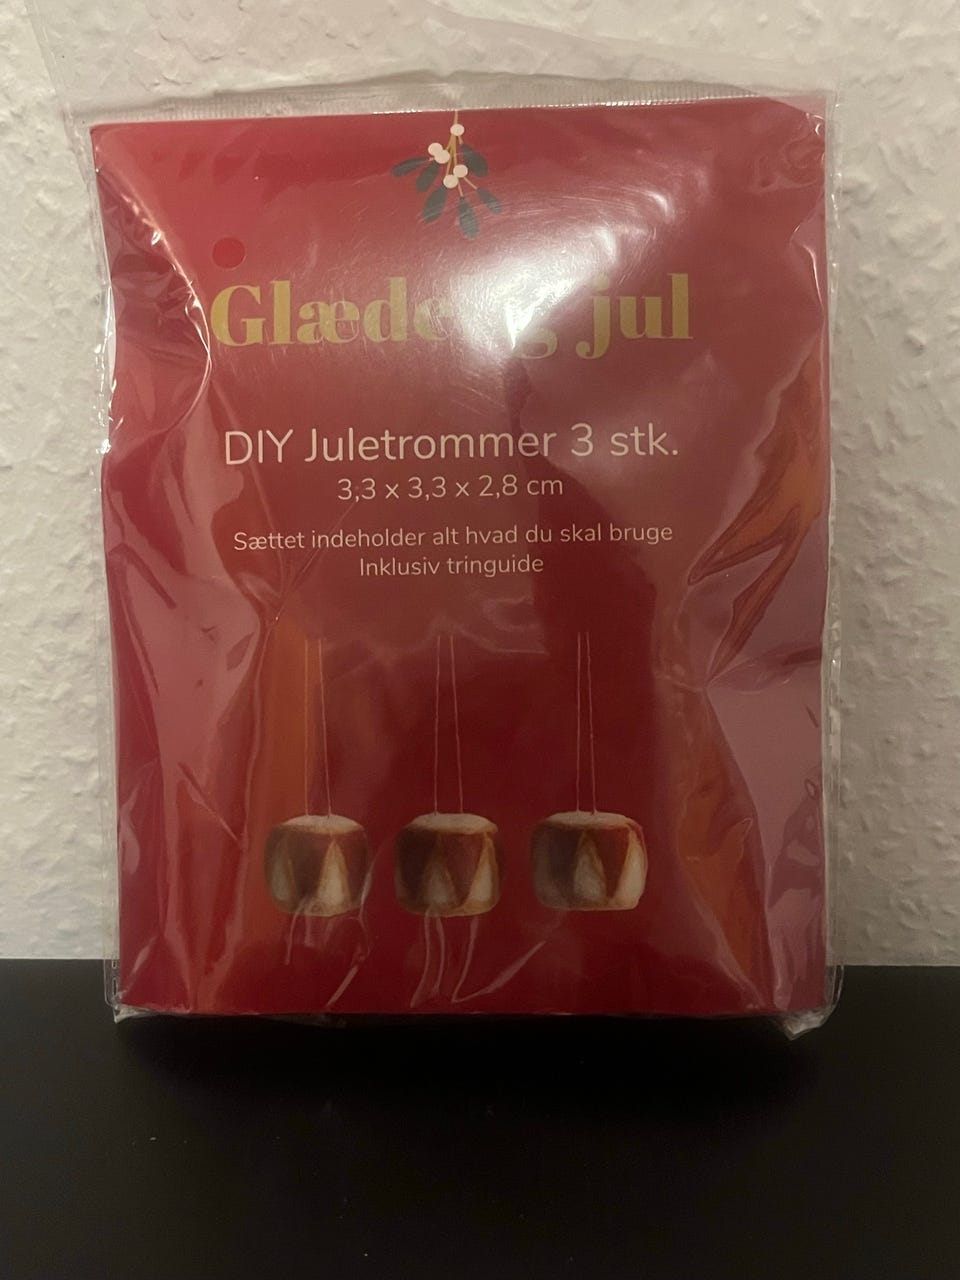 Glædelig jul
DIY Juletrommer 3 stk.
3,3 x 3,3 x 2,8 cm
Sættet indeholder alt hvad du skal bruge
Inklusiv tringuide